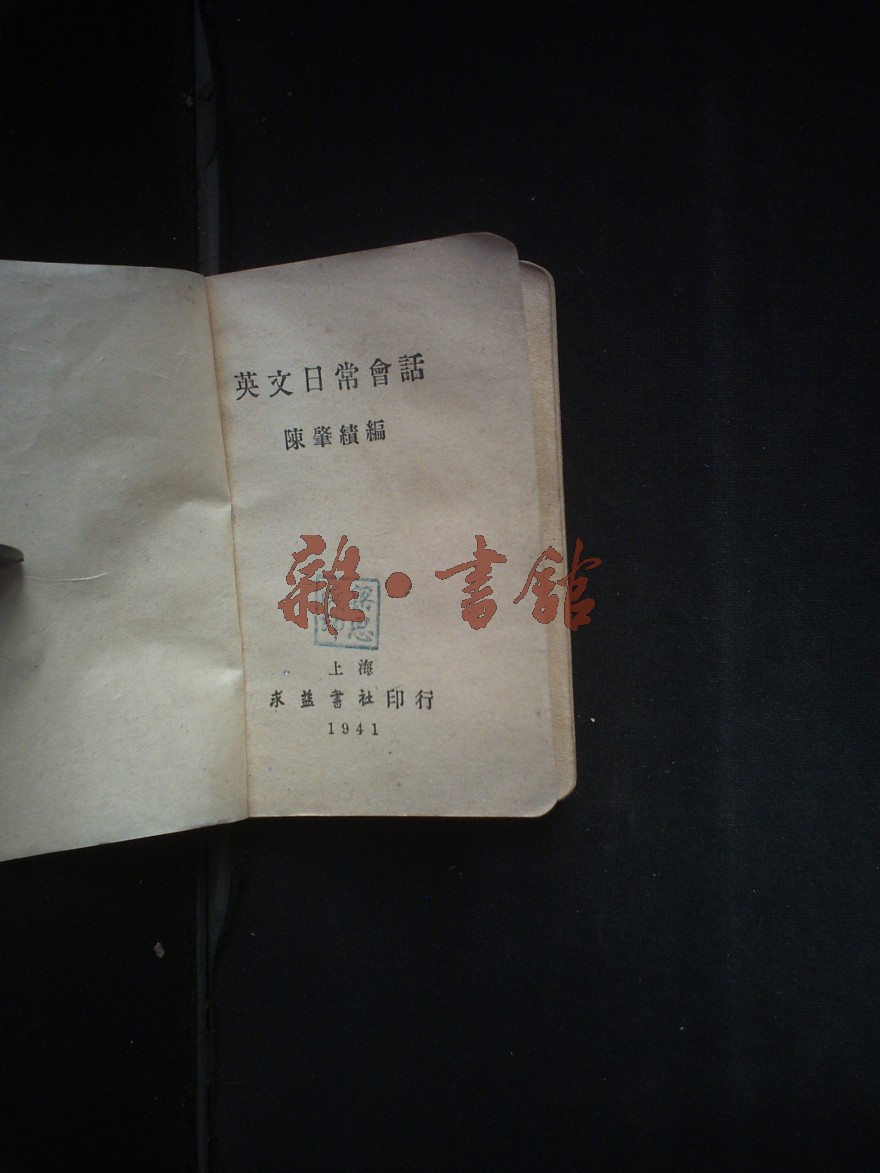 英文日常會話
陳肇績編
雜·書館
上海
求益書社印行
1941